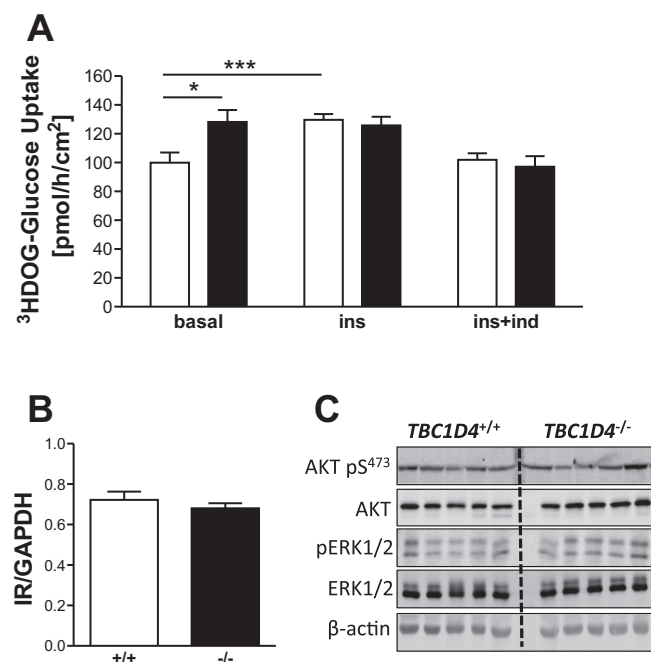 A
³HDOG-Glucose Uptake
[pmol/h/cm²]
160
140
120
100
80
60
40
20
0
***
*
basal
ins
ins+ind
B
IR/GAPDH
1.0
0.8
0.6
0.4
0.2
0.0
+/+
-/-
C
TBC1D4+/+
TBC1D4-/-
AKT pS473
AKT
pERK1/2
ERK1/2
β-actin